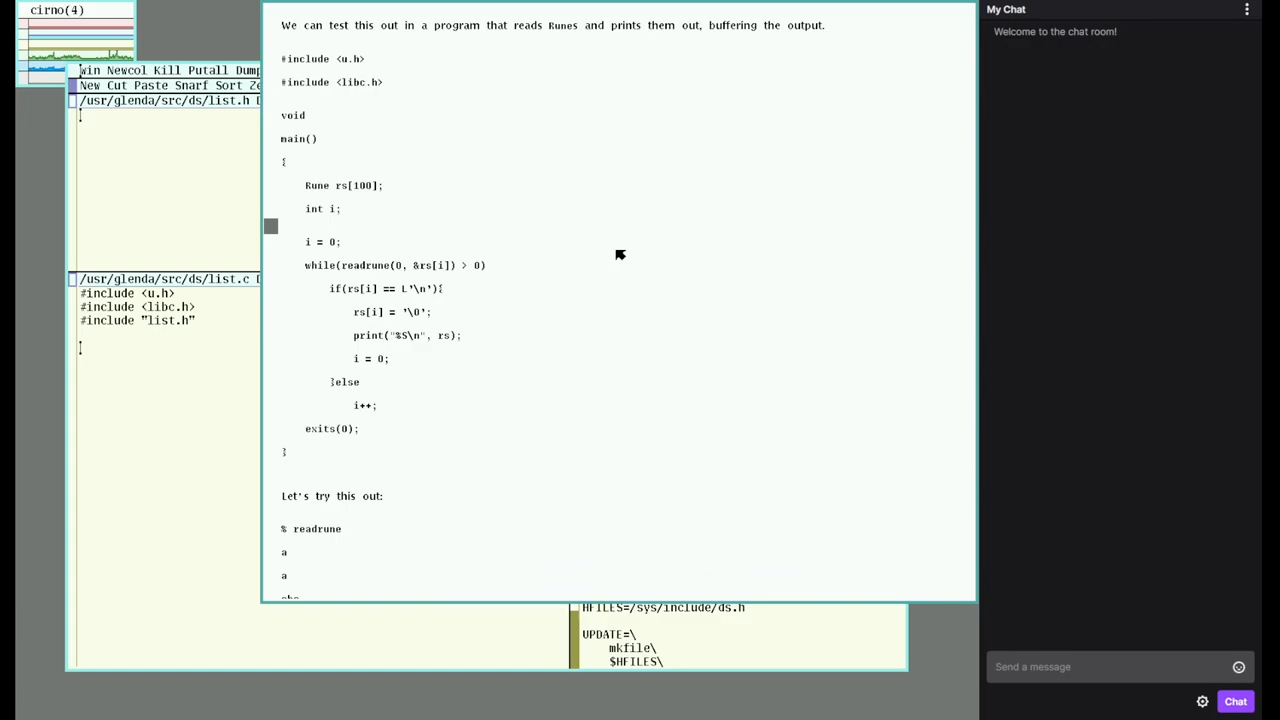 cirno(4)
win Newcol Kill Putall Dump
New Cut Paste Snarf Sort Ze
/usr/glenda/src/ds/list.h D
/usr/glenda/src/ds/list.c D
#include <u.h>
#include <libc.h>
#include "list.h"
We can test this out in a program that reads Runes and prints them out, buffering the output.
#include <u.h>
#include <libc.h>
void
main()
{
Rune rs[100];
int i;
i = 0;
while(readrune(0, &rs[i]) > 0)
if(rs[i] == L'\n'){
rs[i] = '\0';
print("%S\n", rs);
i = 0;
}else
i++;
exits(0);
}
Let's try this out:
% readrune
a
a
HFILES=/sys/include/ds.h
UPDATE=\
mkfile\
$HFILES\
My Chat
Welcome to the chat room!
Send a message
Chat